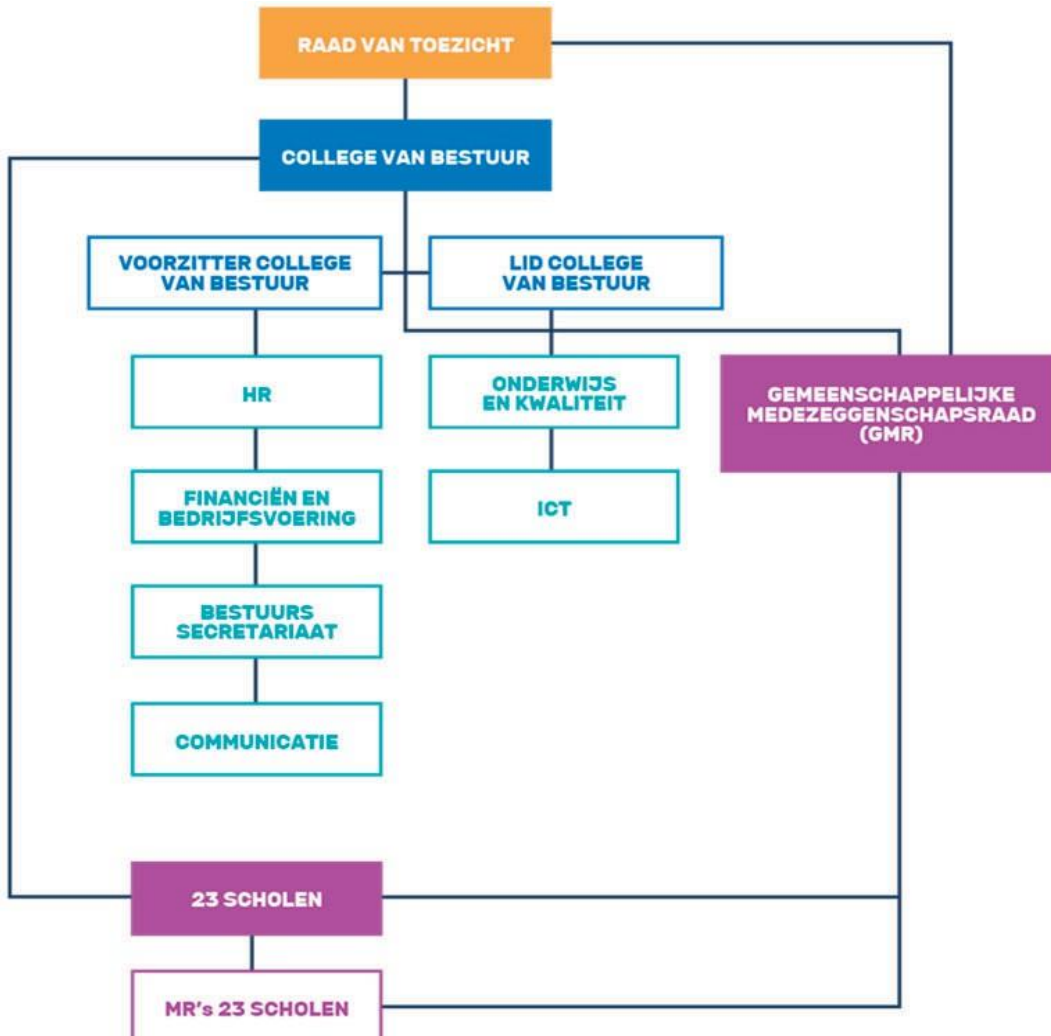 RAAD VAN TOEZICHT
COLLEGE VAN BESTUUR
VOORZITTER COLLEGE
VAN BESTUUR
LID COLLEGE
VAN BESTUUR
HR
ONDERWIJS
EN KWALITEIT
GEMEENSCHAPPELIJKE
MEDEZEGGENSCHAPSRAAD
(GMR)
FINANCIËN EN
BEDRIJFSVOERING
ICT
BESTUURS
SECRETARIAAT
COMMUNICATIE
23 SCHOLEN
MR's 23 SCHOLEN